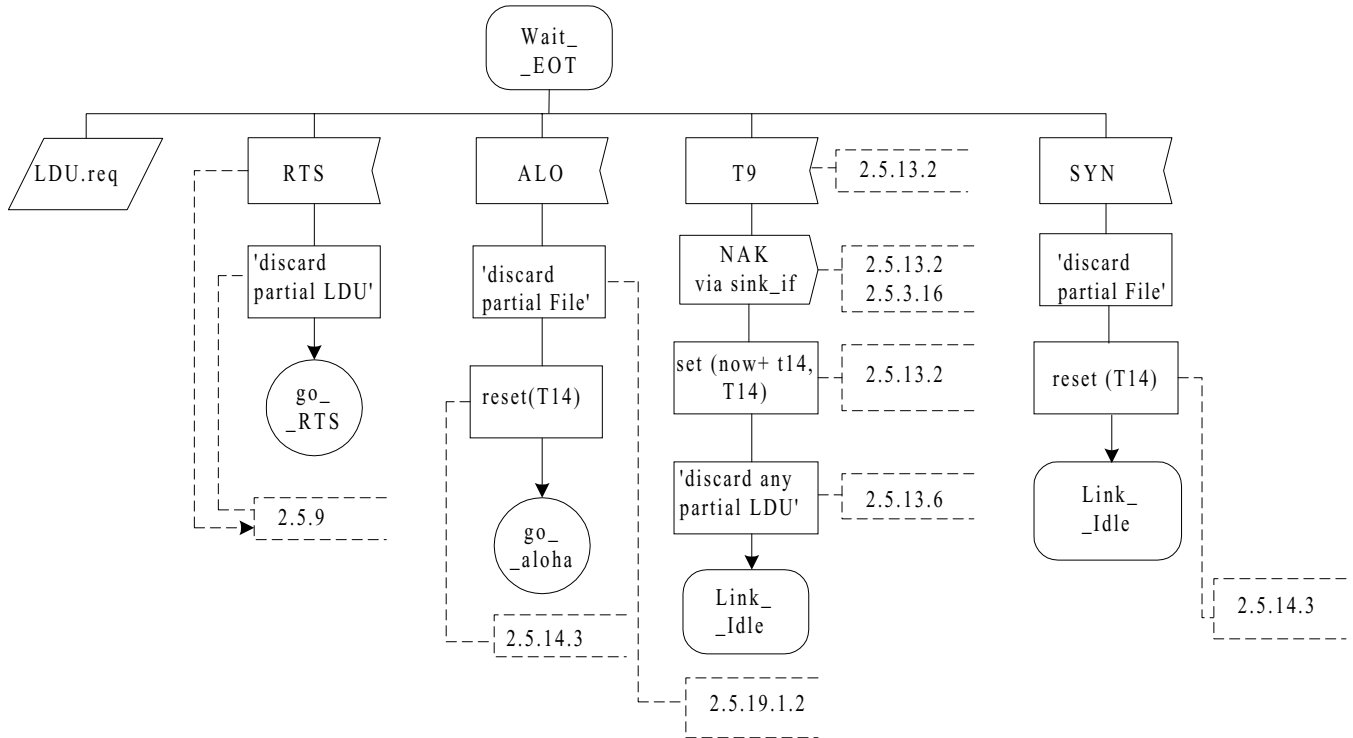 Wait_
_EOT
LDU.req
RTS
ALO
T9
2.5.13.2
SYN
'discard
partial LDU'
'discard
partial File'
NAK
via sink_if
2.5.13.2
2.5.3.16
'discard
partial File'
go_
_RTS
reset(T14)
set (now+ t14,
T14)
2.5.13.2
reset (T14)
2.5.9
go_
_aloha
'discard any
partial LDU'
2.5.13.6
Link_
_Idle
2.5.14.3
Link_
_Idle
2.5.14.3
2.5.19.1.2